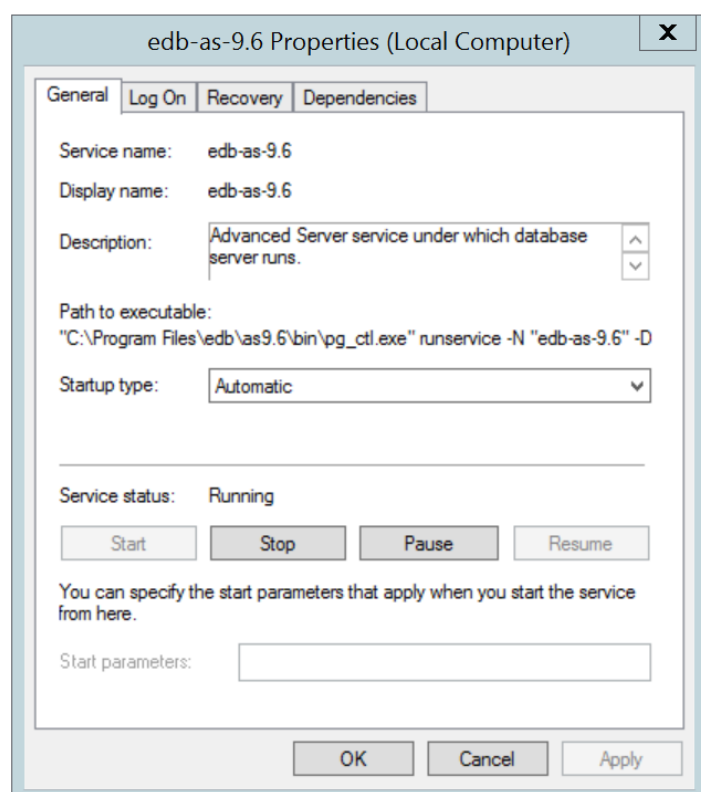 edb-as-9.6 Properties (Local Computer)
X
General Log On Recovery Dependencies
Service name: edb-as-9.6
Display name: edb-as-9.6
Description: Advanced Server service under which database
server runs.
Path to executable:
"C:\Program Files\edb\as9.6\bin\pg_ctl.exe" runservice -N "edb-as-9.6" -D
Startup type: Automatic
Service status: Running
Start Stop Pause Resume
You can specify the start parameters that apply when you start the service
from here.
Start parameters:
OK Cancel Apply